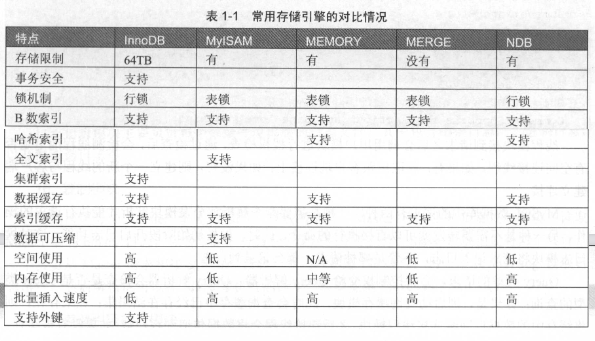 表 1-1 常用存储引擎的对比情况
特点 InnoDB MyISAM MEMORY MERGE NDB
存储限制 64TB 有 有 没有 有
事务安全 支持
锁机制 行锁 表锁 表锁 表锁 行锁
B 数索引 支持 支持 支持 支持 支持
哈希索引 支持 支持
全文索引 支持
集群索引 支持
数据缓存 支持 支持 支持
索引缓存 支持 支持 支持 支持 支持
数据可压缩 支持
空间使用 高 低 N/A 低 低
内存使用 高 低 中等 低 高
批量插入速度 低 高 高 高 高
支持外键 支持